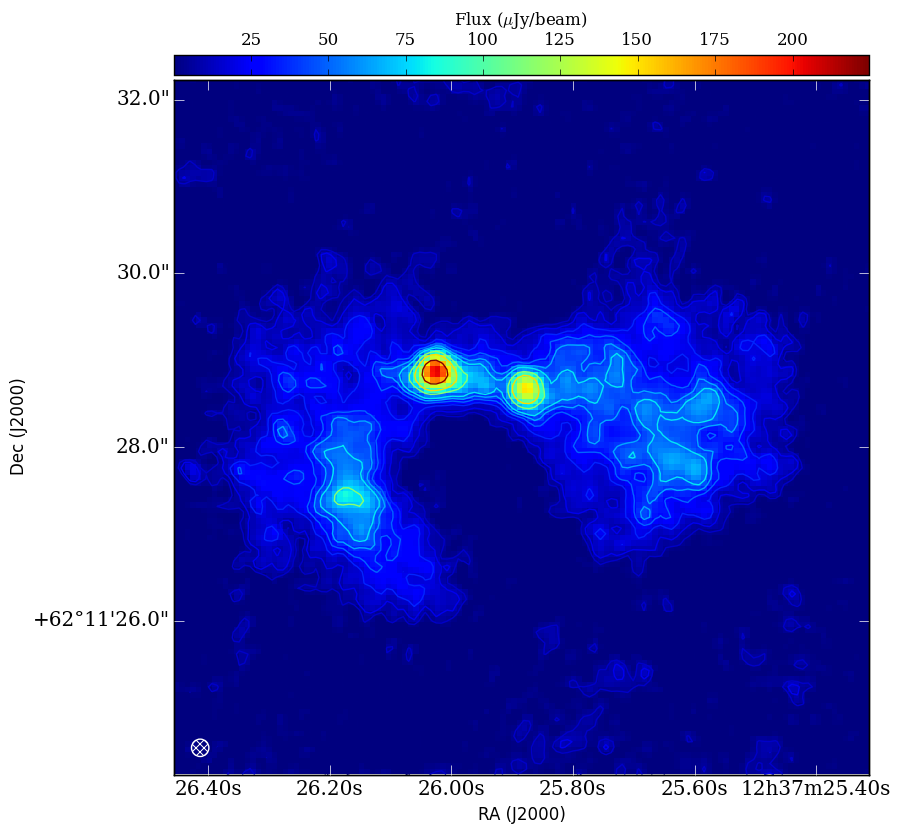 Flux (μJy/beam)
25 50 75 100 125 150 175 200
32.0"
30.0"
28.0"
+62°11'26.0"
Dec (J2000)
26.40s 26.20s 26.00s 25.80s 25.60s 12h37m25.40s
RA (J2000)